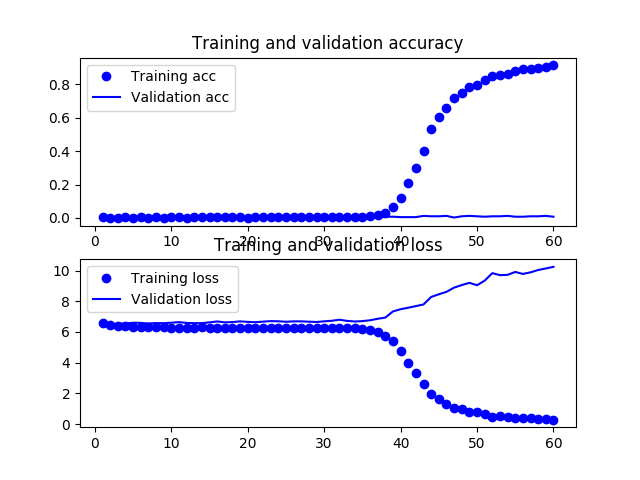 Training and validation accuracy
Training acc
Validation acc
0.8
0.6
0.4
0.2
0.0
0 10 20 30 40 50 60
Training and validation loss
Training loss
Validation loss
10
8
6
4
2
0
0 10 20 30 40 50 60